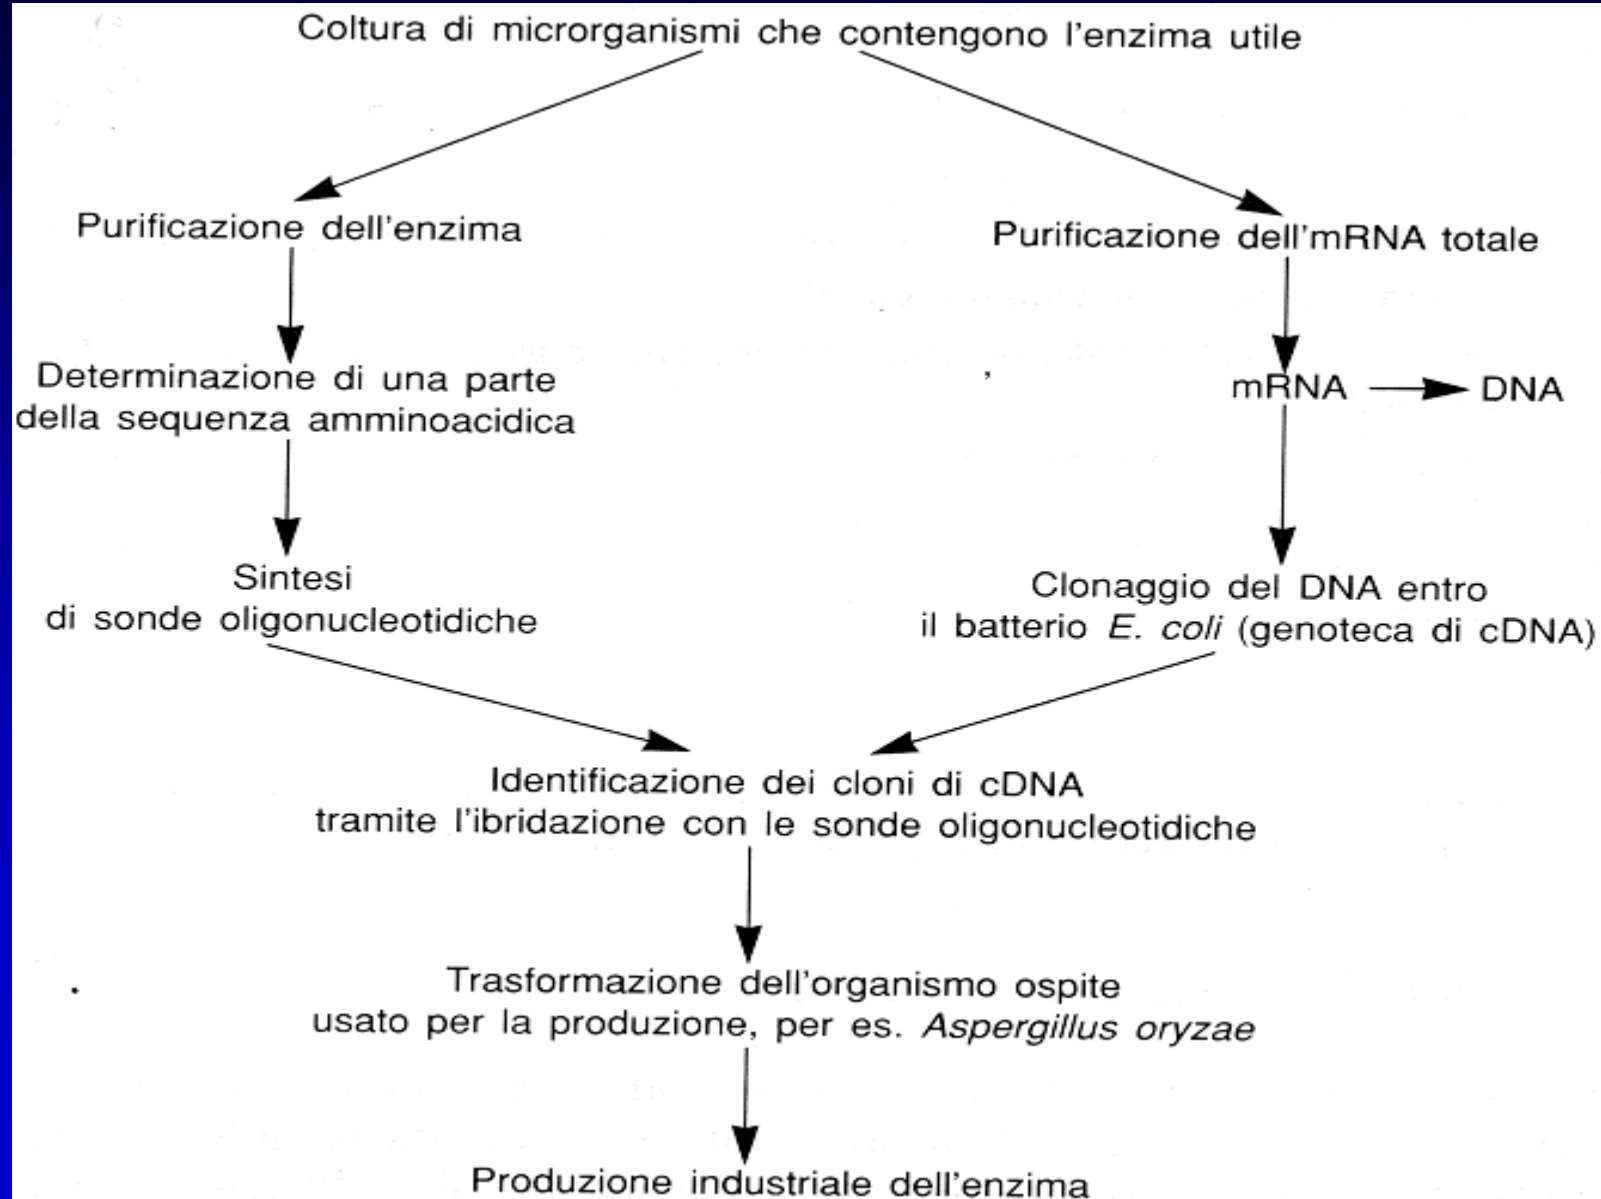 Coltura di microrganismi che contengono l'enzima utile
Purificazione dell'enzima
Purificazione dell'mRNA totale
Determinazione di una parte
della sequenza amminoacidica
mRNA
DNA
Sintesi
di sonde oligonucleotidiche
Clonaggio del DNA entro
il batterio E. coli (genoteca di cDNA)
Identificazione dei cloni di cDNA
tramite l'ibridazione con le sonde oligonucleotidiche
Trasformazione dell'organismo ospite
usato per la produzione, per es. Aspergillus oryzae
Produzione industriale dell'enzima